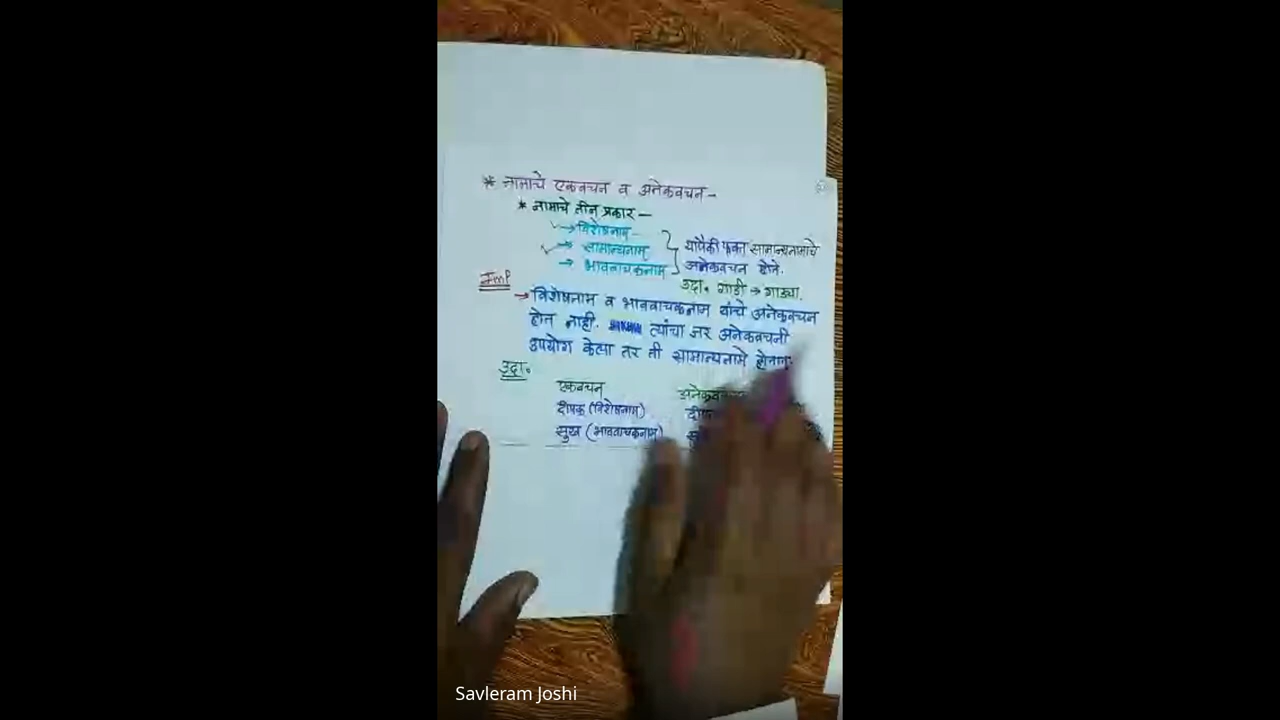 * नामाचे एकवचन व अनेकवचन -
* नामाचे तीन प्रकार -
→ विशेषनाम
→ सामान्यनाम
→ भाववाचकनाम
यांपैकी फक्त सामान्यनामाचे
अनेकवचन होते.
उदा. गाडी → गाड्या.
Imp
→ विशेषनाम व भाववाचकनाम यांचे अनेकवचन
होत नाही. त्यांचा जर अनेकवचनी
उपयोग केला तर ती सामान्यनामे होतात.
उदा.
एकवचन
दीपक (विशेषनाम)
सुख (भाववाचकनाम)
Savleram Joshi